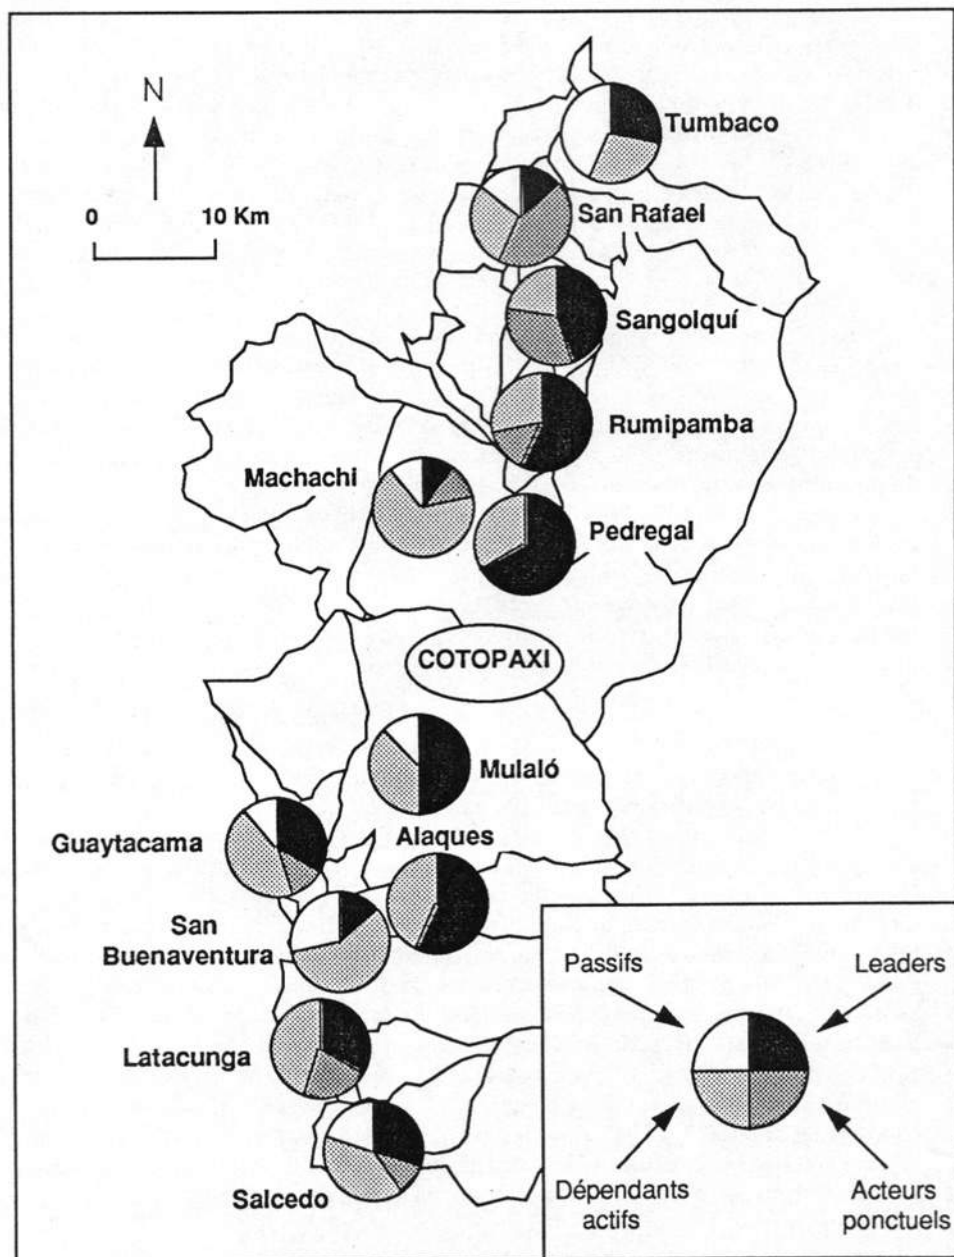 N
0 10 Km
Tumbaco
San Rafael
Sangolquí
Rumipamba
Machachi
Pedregal
COTOPAXI
Mulaló
Guaytacama
Alaques
San
Buenaventura
Latacunga
Salcedo
Passifs
Leaders
Dépendants
actifs
Acteurs
ponctuels